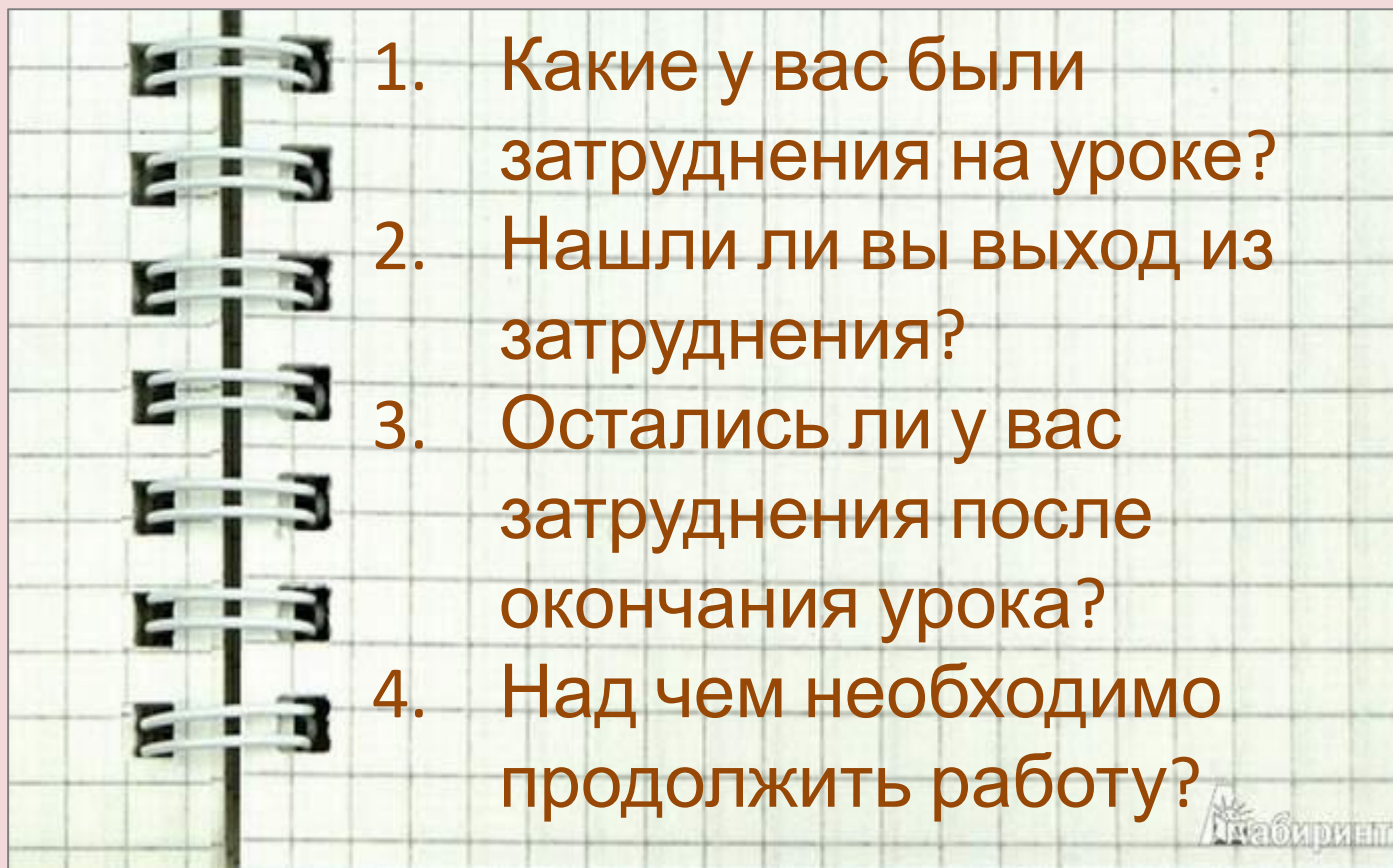 1. Какие у вас были
затруднения на уроке?
2. Нашли ли вы выход из
затруднения?
3. Остались ли у вас
затруднения после
окончания урока?
4. Над чем необходимо
продолжить работу?
Лабиринт